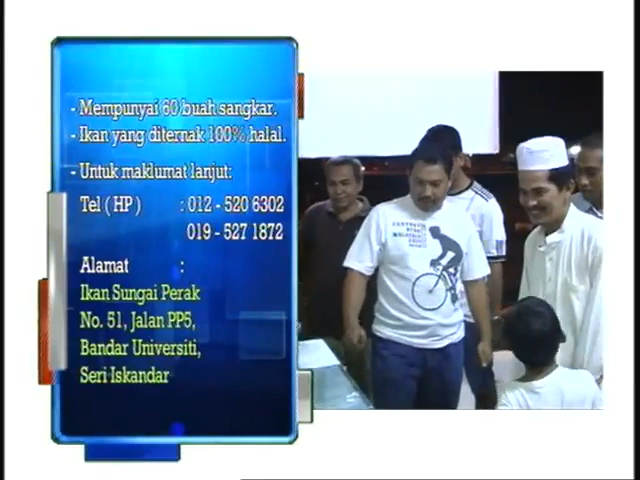 - Mempunyai 60 buah sangkar.
- Ikan yang diternak 100% halal.
- Untuk maklumat lanjut:
Tel ( HP ) : 012 - 520 6302
019 - 527 1872
Alamat :
Ikan Sungai Perak
No. 51, Jalan PP5,
Bandar Universiti,
Seri Iskandar